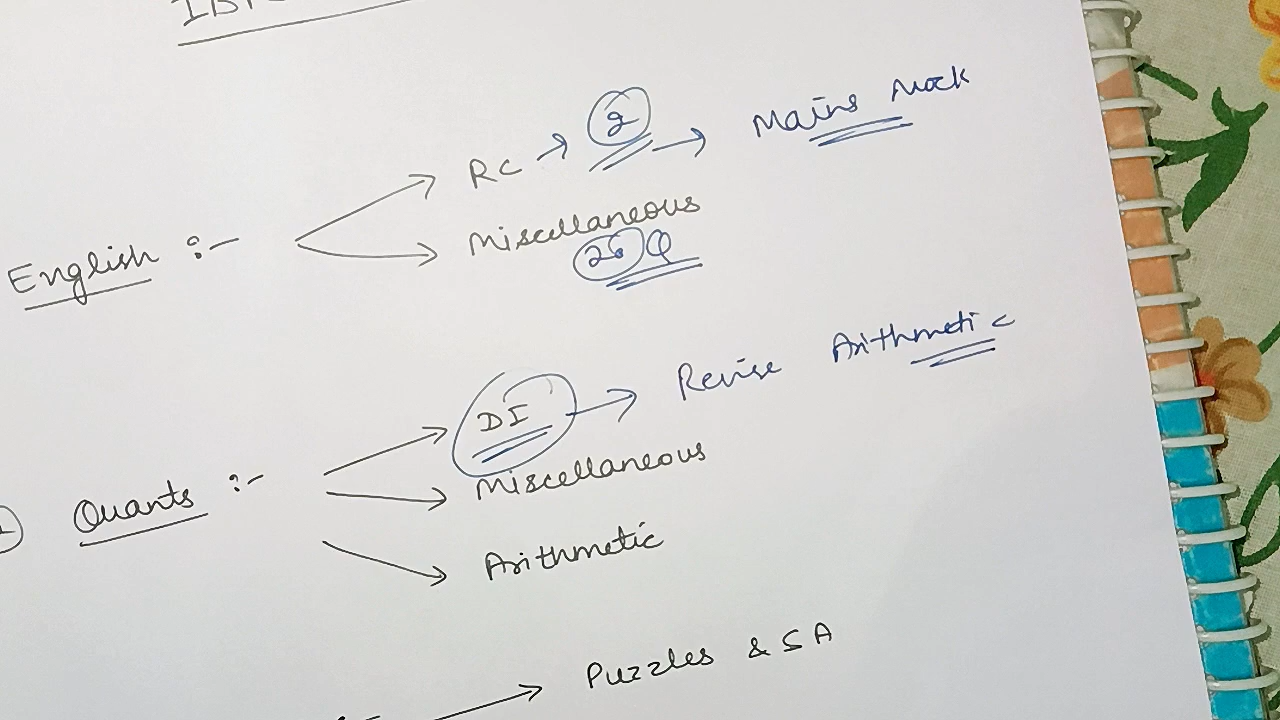 RC → 2 → Mains Mock
English :-
Miscellaneous
26 Q
DI → Revise Arithmetic
Miscellaneous
Quants :-
Arithmetic
Puzzles & SA